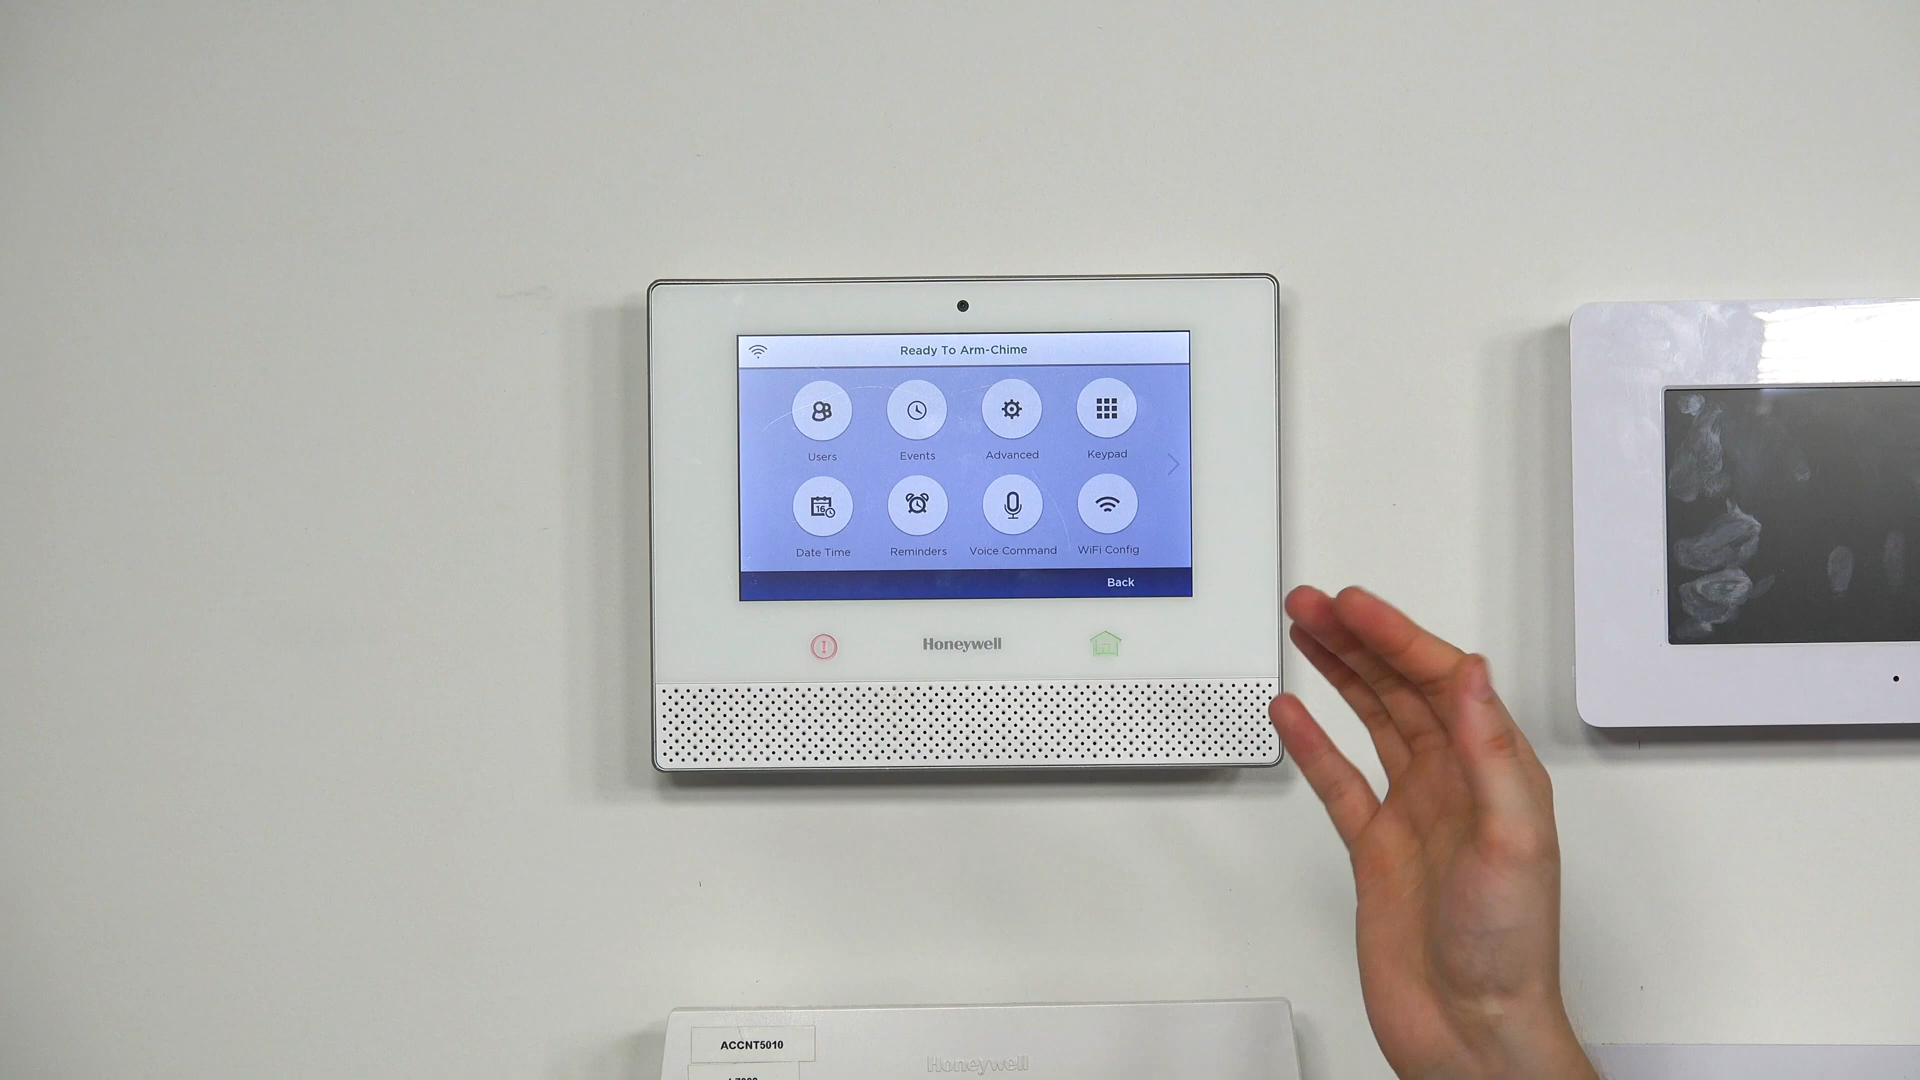 Ready To Arm-Chime
Users Events Advanced Keypad
16
Date Time Reminders Voice Command WiFi Config
Back
Honeywell
ACCNT5010
Honeywell